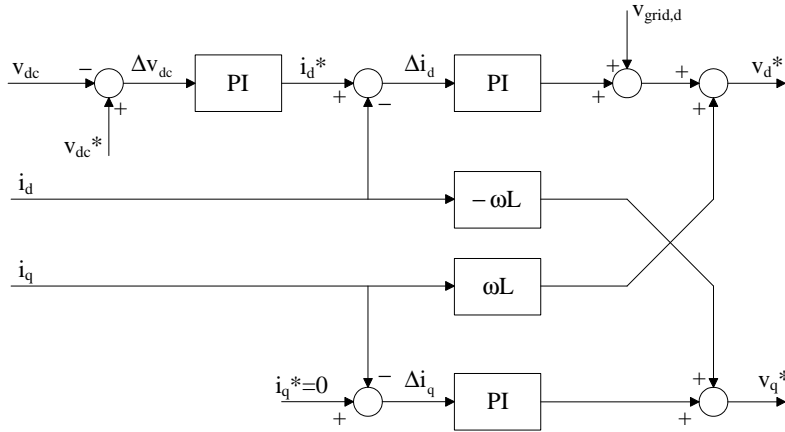 v_grid,d
v_dc − Δv_dc PI i_d* Δi_d PI + + + v_d*
+ + − + +
v_dc*
i_d − ωL
i_q ωL
i_q*=0 − Δi_q PI + v_q*
+ +